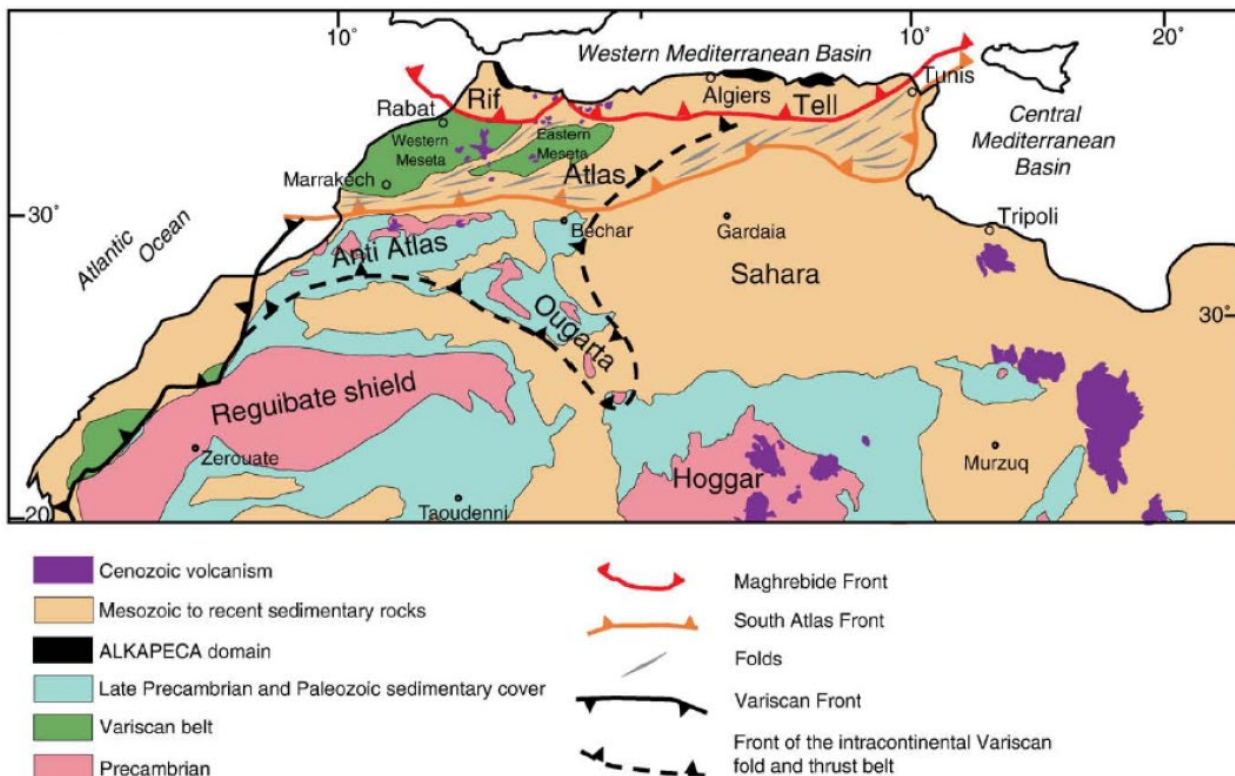 10°
10°
20°
Western Mediterranean Basin
Tunis
Algiers
Rif
Tell
Rabat
Central
Mediterranean
Basin
Western
Meseta
Eastern
Meseta
Marrakech
Atlas
30°
Atlantic
Ocean
Bechar
Gardaia
Tripoli
Anti Atlas
Sahara
Ougarta
30°
Reguibate shield
Zerouate
Hoggar
Murzuq
20
Taoudenni
Cenozoic volcanism
Mesozoic to recent sedimentary rocks
ALKAPECA domain
Late Precambrian and Paleozoic sedimentary cover
Variscan belt
Precambrian
Maghrebide Front
South Atlas Front
Folds
Variscan Front
Front of the intracontinental Variscan
fold and thrust belt